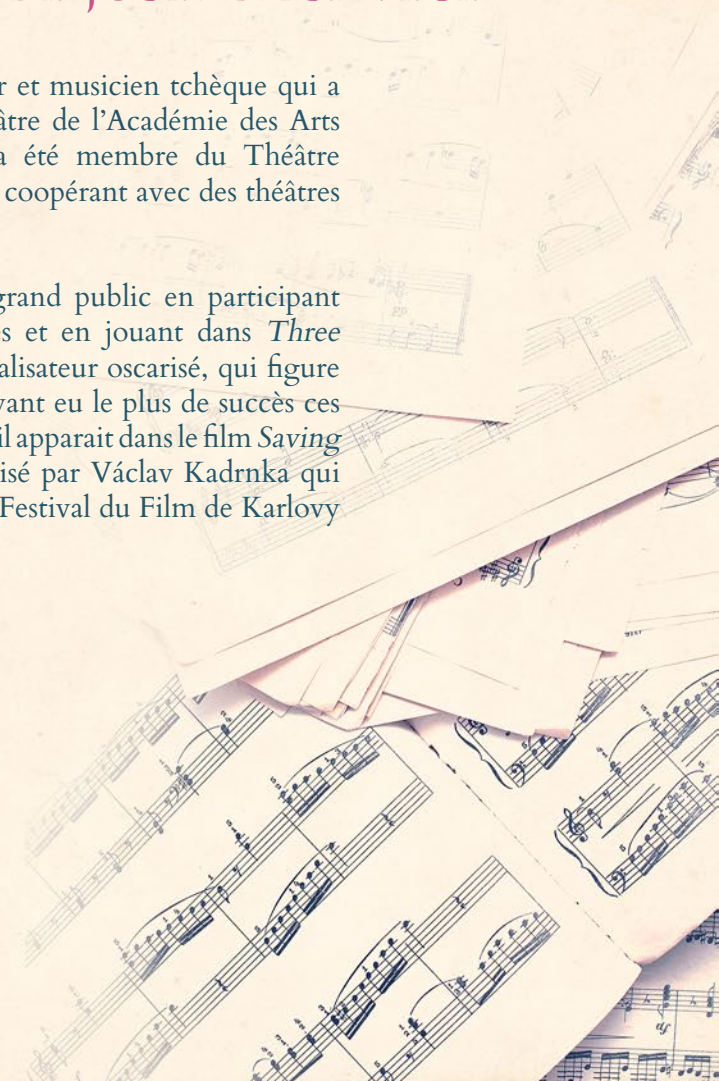 r et musicien tchèque qui a
âtre de l’Académie des Arts
a été membre du Théâtre
coopérant avec des théâtres
grand public en participant
s et en jouant dans Three
alisateur oscarisé, qui figure
yant eu le plus de succès ces
il apparait dans le film Saving
isé par Václav Kadrnka qui
Festival du Film de Karlovy